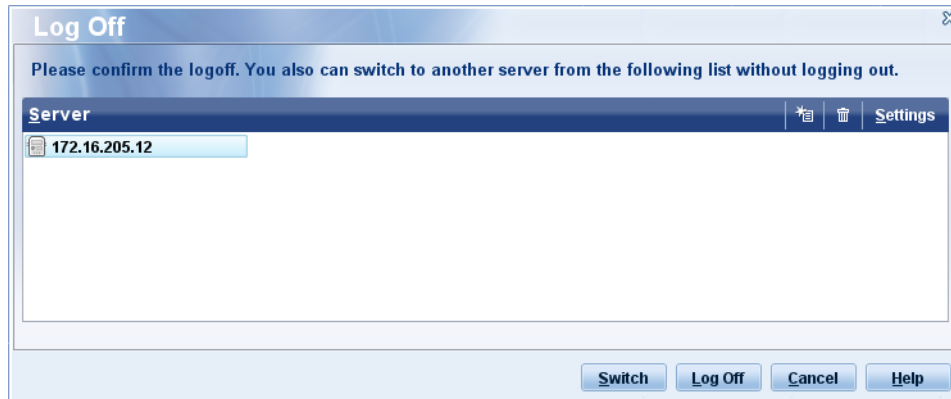 Log Off
Please confirm the logoff. You also can switch to another server from the following list without logging out.
Server Settings
172.16.205.12
Switch Log Off Cancel Help